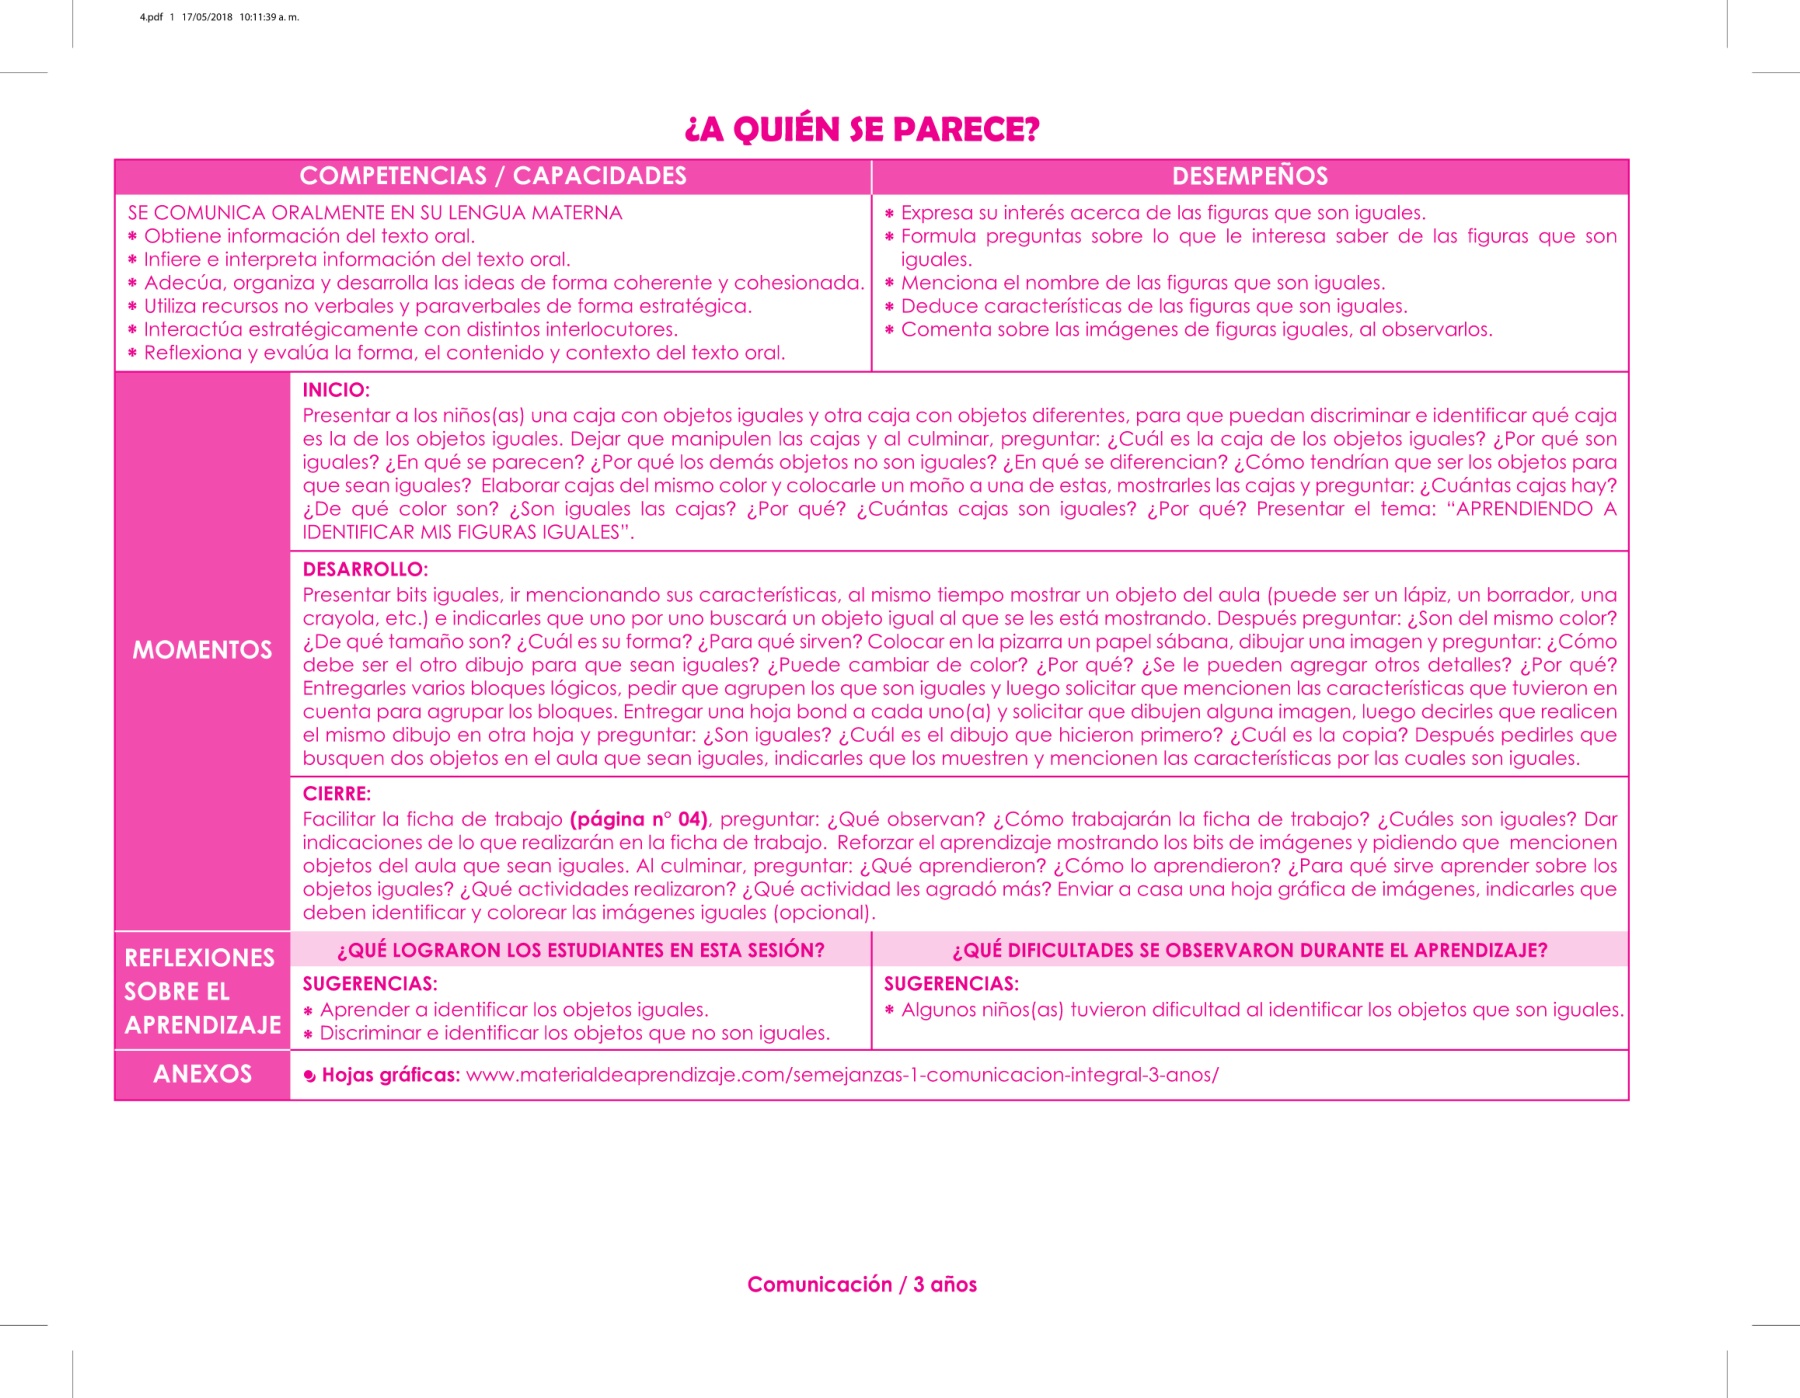 4.pdf 1 17/05/2018 10:11:39 a. m.
¿A QUIÉN SE PARECE?
COMPETENCIAS / CAPACIDADES
DESEMPEÑOS
SE COMUNICA ORALMENTE EN SU LENGUA MATERNA
* Obtiene información del texto oral.
* Infiere e interpreta información del texto oral.
* Adecúa, organiza y desarrolla las ideas de forma coherente y cohesionada.
* Utiliza recursos no verbales y paraverbales de forma estratégica.
* Interactúa estratégicamente con distintos interlocutores.
* Reflexiona y evalúa la forma, el contenido y contexto del texto oral.
* Expresa su interés acerca de las figuras que son iguales.
* Formula preguntas sobre lo que le interesa saber de las figuras que son
iguales.
* Menciona el nombre de las figuras que son iguales.
* Deduce características de las figuras que son iguales.
* Comenta sobre las imágenes de figuras iguales, al observarlos.
MOMENTOS
INICIO:
Presentar a los niños(as) una caja con objetos iguales y otra caja con objetos diferentes, para que puedan discriminar e identificar qué caja
es la de los objetos iguales. Dejar que manipulen las cajas y al culminar, preguntar: ¿Cuál es la caja de los objetos iguales? ¿Por qué son
iguales? ¿En qué se parecen? ¿Por qué los demás objetos no son iguales? ¿En qué se diferencian? ¿Cómo tendrían que ser los objetos para
que sean iguales? Elaborar cajas del mismo color y colocarle un moño a una de estas, mostrarles las cajas y preguntar: ¿Cuántas cajas hay?
¿De qué color son? ¿Son iguales las cajas? ¿Por qué? ¿Cuántas cajas son iguales? ¿Por qué? Presentar el tema: “APRENDIENDO A
IDENTIFICAR MIS FIGURAS IGUALES”.
DESARROLLO:
Presentar bits iguales, ir mencionando sus características, al mismo tiempo mostrar un objeto del aula (puede ser un lápiz, un borrador, una
crayola, etc.) e indicarles que uno por uno buscará un objeto igual al que se les está mostrando. Después preguntar: ¿Son del mismo color?
¿De qué tamaño son? ¿Cuál es su forma? ¿Para qué sirven? Colocar en la pizarra un papel sábana, dibujar una imagen y preguntar: ¿Cómo
debe ser el otro dibujo para que sean iguales? ¿Puede cambiar de color? ¿Por qué? ¿Se le pueden agregar otros detalles? ¿Por qué?
Entregarles varios bloques lógicos, pedir que agrupen los que son iguales y luego solicitar que mencionen las características que tuvieron en
cuenta para agrupar los bloques. Entregar una hoja bond a cada uno(a) y solicitar que dibujen alguna imagen, luego decirles que realicen
el mismo dibujo en otra hoja y preguntar: ¿Son iguales? ¿Cuál es el dibujo que hicieron primero? ¿Cuál es la copia? Después pedirles que
busquen dos objetos en el aula que sean iguales, indicarles que los muestren y mencionen las características por las cuales son iguales.
CIERRE:
Facilitar la ficha de trabajo (página n° 04), preguntar: ¿Qué observan? ¿Cómo trabajarán la ficha de trabajo? ¿Cuáles son iguales? Dar
indicaciones de lo que realizarán en la ficha de trabajo. Reforzar el aprendizaje mostrando los bits de imágenes y pidiendo que mencionen
objetos del aula que sean iguales. Al culminar, preguntar: ¿Qué aprendieron? ¿Cómo lo aprendieron? ¿Para qué sirve aprender sobre los
objetos iguales? ¿Qué actividades realizaron? ¿Qué actividad les agradó más? Enviar a casa una hoja gráfica de imágenes, indicarles que
deben identificar y colorear las imágenes iguales (opcional).
REFLEXIONES
SOBRE EL
APRENDIZAJE
¿QUÉ LOGRARON LOS ESTUDIANTES EN ESTA SESIÓN?
SUGERENCIAS:
* Aprender a identificar los objetos iguales.
* Discriminar e identificar los objetos que no son iguales.
¿QUÉ DIFICULTADES SE OBSERVARON DURANTE EL APRENDIZAJE?
SUGERENCIAS:
* Algunos niños(as) tuvieron dificultad al identificar los objetos que son iguales.
ANEXOS
Hojas gráficas: www.materialdeaprendizaje.com/semejanzas-1-comunicacion-integral-3-anos/
Comunicación / 3 años